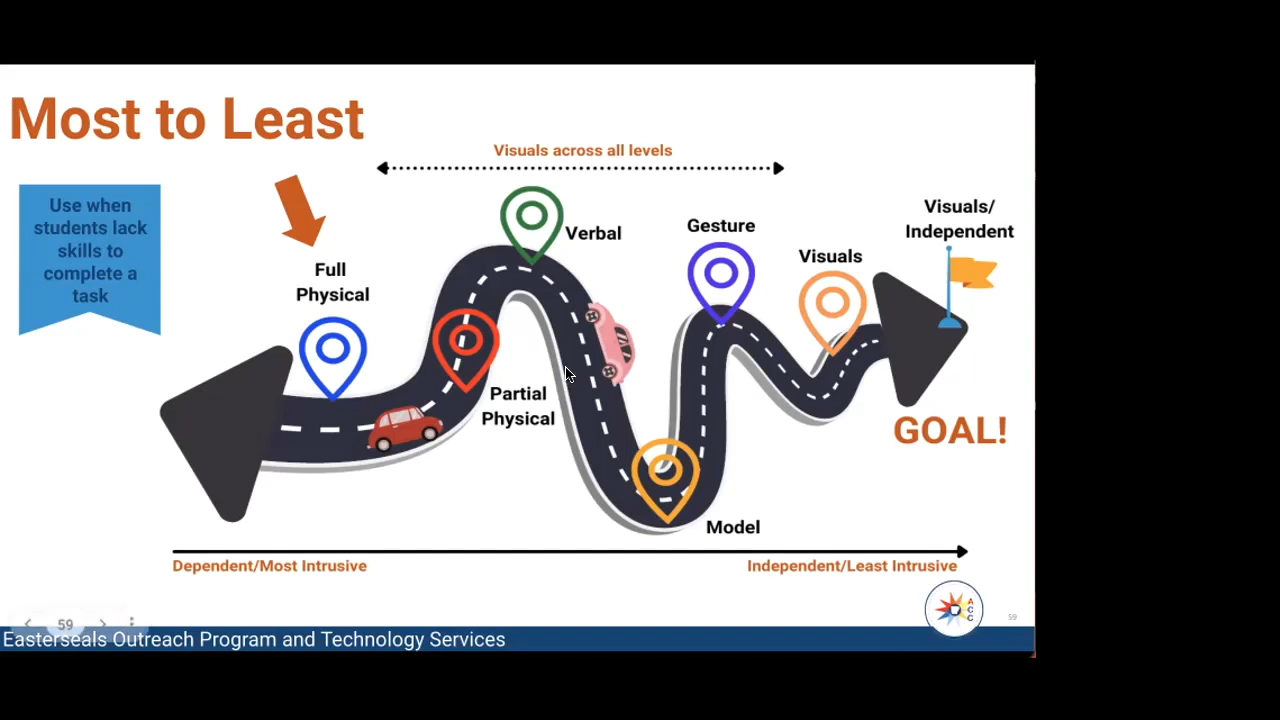 Most to Least
Visuals across all levels
Use when
students lack
skills to
complete a
task
Full
Physical
Partial
Physical
Verbal
Model
Gesture
Visuals
Visuals/
Independent
GOAL!
Dependent/Most Intrusive
Independent/Least Intrusive
A
C
C
59
59
Easterseals Outreach Program and Technology Services